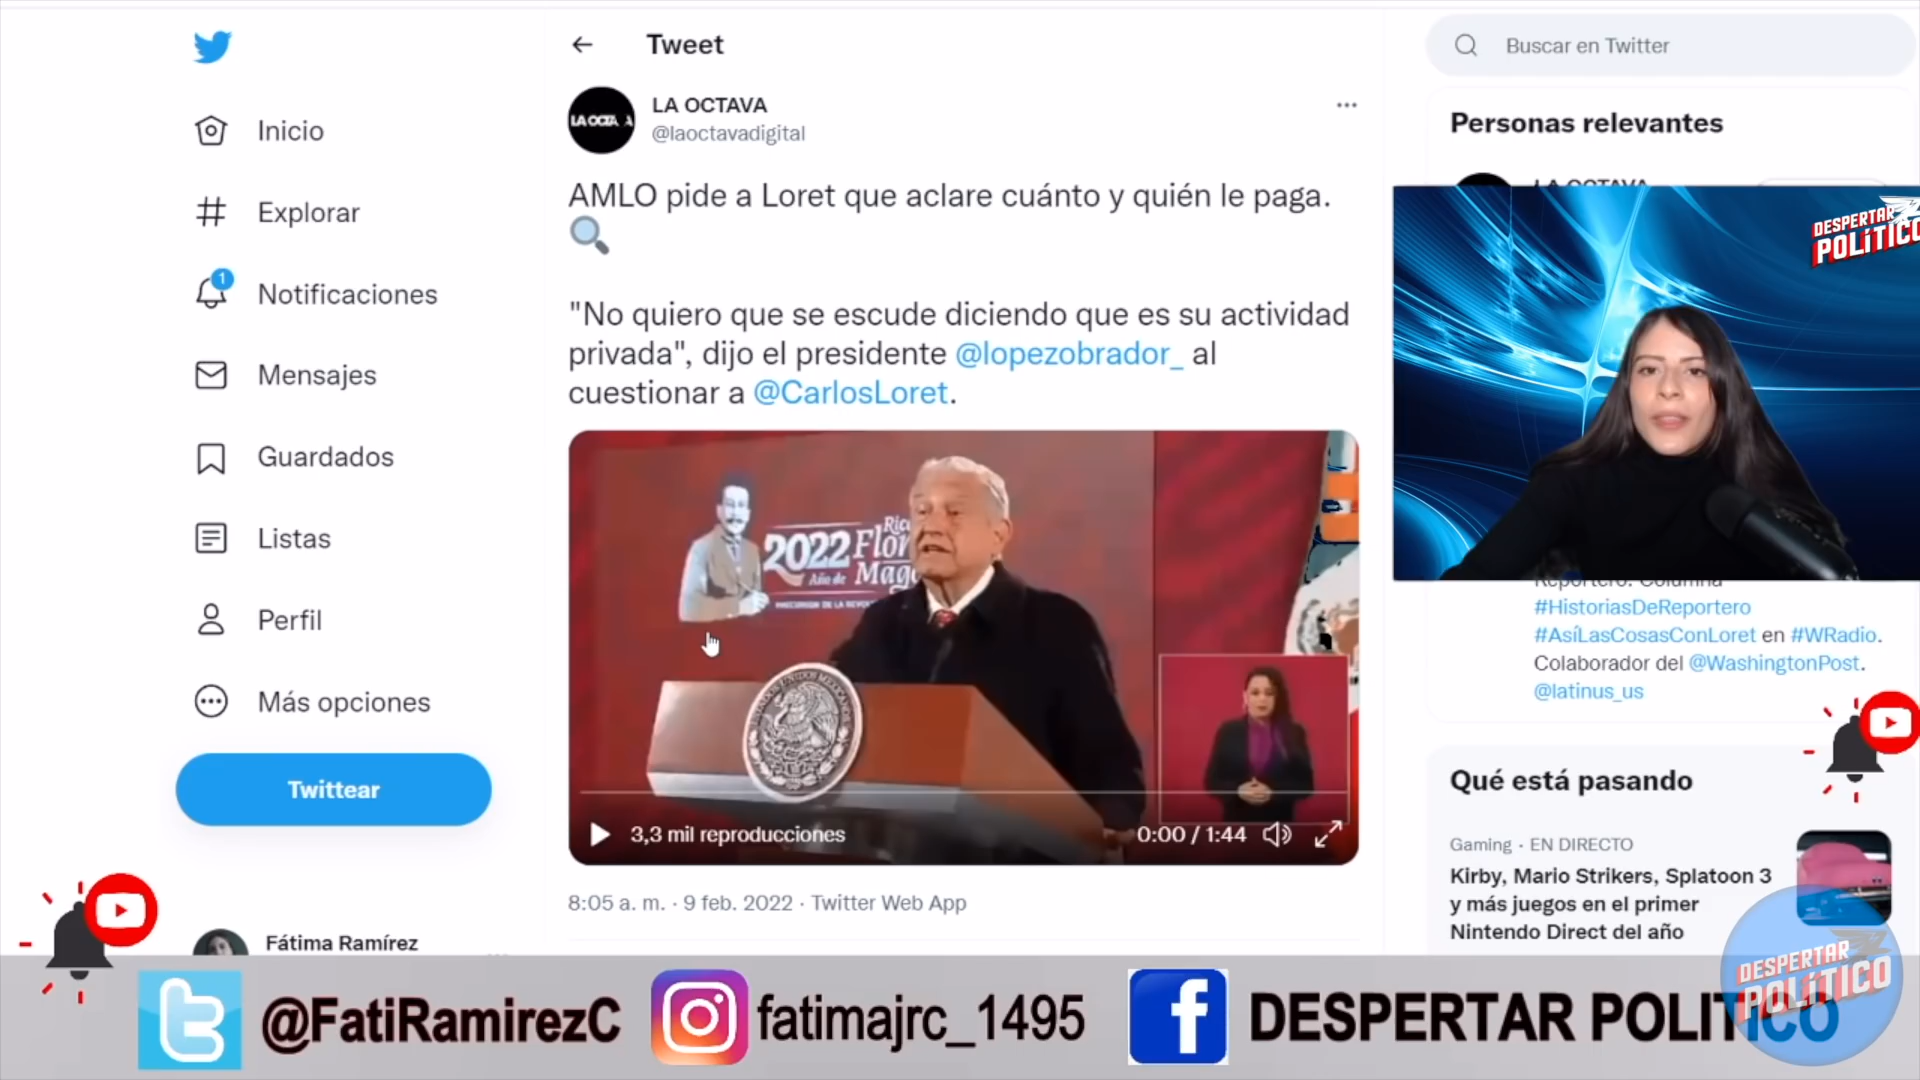 Tweet
Buscar en Twitter
LA OCTAVA
@laoctavadigital
Personas relevantes
Inicio
Explorar
Notificaciones
1
Mensajes
Guardados
Listas
Perfil
Más opciones
Twittear
Fátima Ramírez
AMLO pide a Loret que aclare cuánto y quién le paga.
"No quiero que se escude diciendo que es su actividad
privada", dijo el presidente @lopezobrador_ al
cuestionar a @CarlosLoret.
2022
Año de
3,3 mil reproducciones
0:00 / 1:44
8:05 a. m. · 9 feb. 2022 · Twitter Web App
LA OCTAVA
DESPERTAR
POLÍTICO
Reportero. Columna
#HistoriasDeReportero
#AsíLasCosasConLoret en #WRadio.
Colaborador del @WashingtonPost.
@latinus_us
Qué está pasando
Gaming · EN DIRECTO
Kirby, Mario Strikers, Splatoon 3
y más juegos en el primer
Nintendo Direct del año
DESPERTAR
POLÍTICO
@FatiRamirezC
fatimajrc_1495
DESPERTAR POLITICO